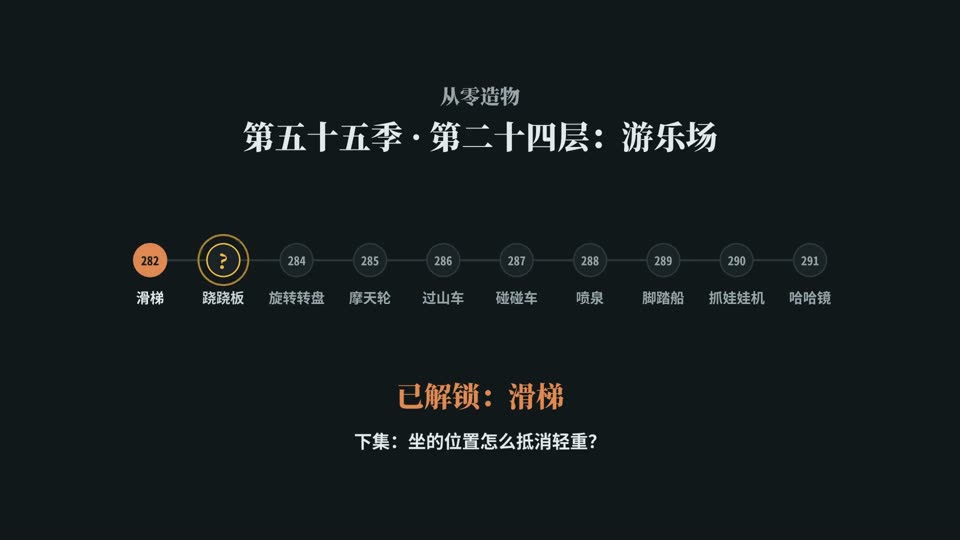 从零造物
第五十五季 · 第二十四层：游乐场
282 ? 284 285 286 287 288 289 290 291
滑梯 跷跷板 旋转转盘 摩天轮 过山车 碰碰车 喷泉 脚踏船 抓娃娃机 哈哈镜
已解锁：滑梯
下集：坐的位置怎么抵消轻重？